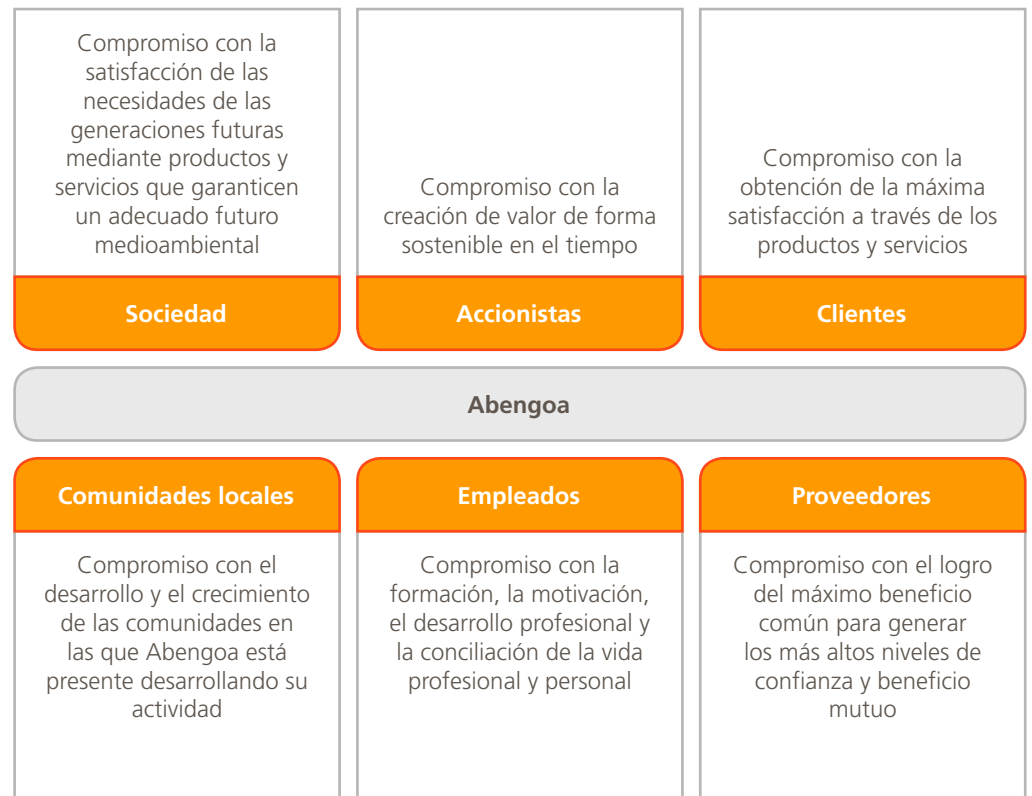 Compromiso con la
satisfacción de las
necesidades de las
generaciones futuras
mediante productos y
servicios que garanticen
un adecuado futuro
medioambiental
Sociedad
Compromiso con la
creación de valor de forma
sostenible en el tiempo
Accionistas
Compromiso con la
obtención de la máxima
satisfacción a través de los
productos y servicios
Clientes
Abengoa
Comunidades locales
Compromiso con el
desarrollo y el crecimiento
de las comunidades en
las que Abengoa está
presente desarrollando su
actividad
Empleados
Compromiso con la
formación, la motivación,
el desarrollo profesional y
la conciliación de la vida
profesional y personal
Proveedores
Compromiso con el logro
del máximo beneficio
común para generar
los más altos niveles de
confianza y beneficio
mutuo